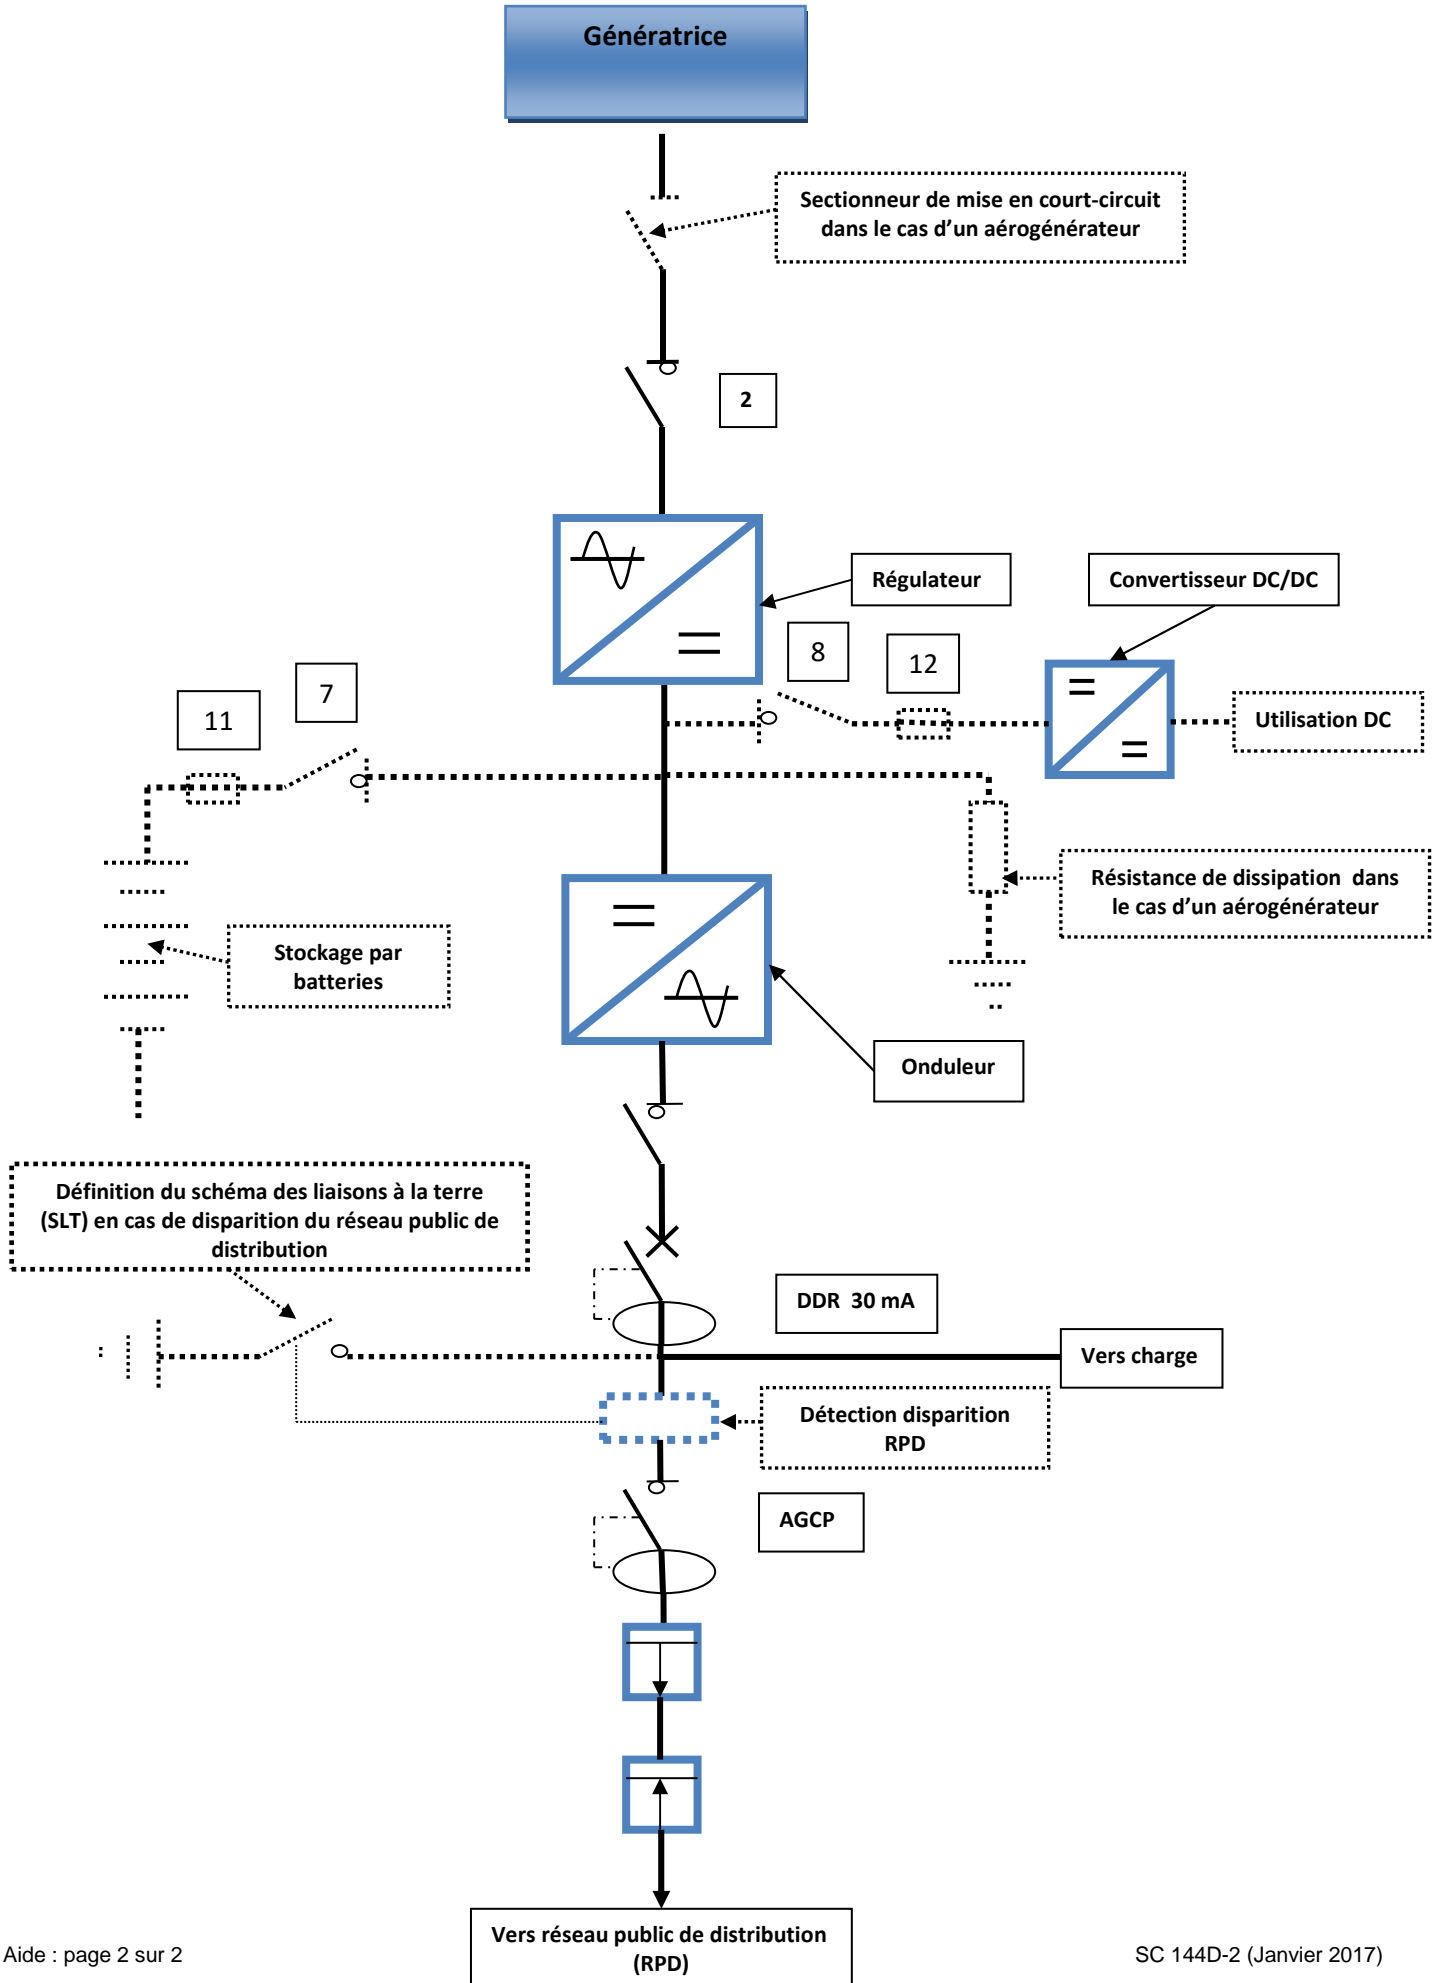 Génératrice
Sectionneur de mise en court-circuit
dans le cas d'un aérogénérateur
2
Régulateur
Convertisseur DC/DC
8
12
7
11
Utilisation DC
Résistance de dissipation dans
le cas d'un aérogénérateur
Stockage par
batteries
Onduleur
Définition du schéma des liaisons à la terre
(SLT) en cas de disparition du réseau public de
distribution
DDR 30 mA
Vers charge
Détection disparition
RPD
AGCP
Vers réseau public de distribution
(RPD)
Aide : page 2 sur 2
SC 144D-2 (Janvier 2017)